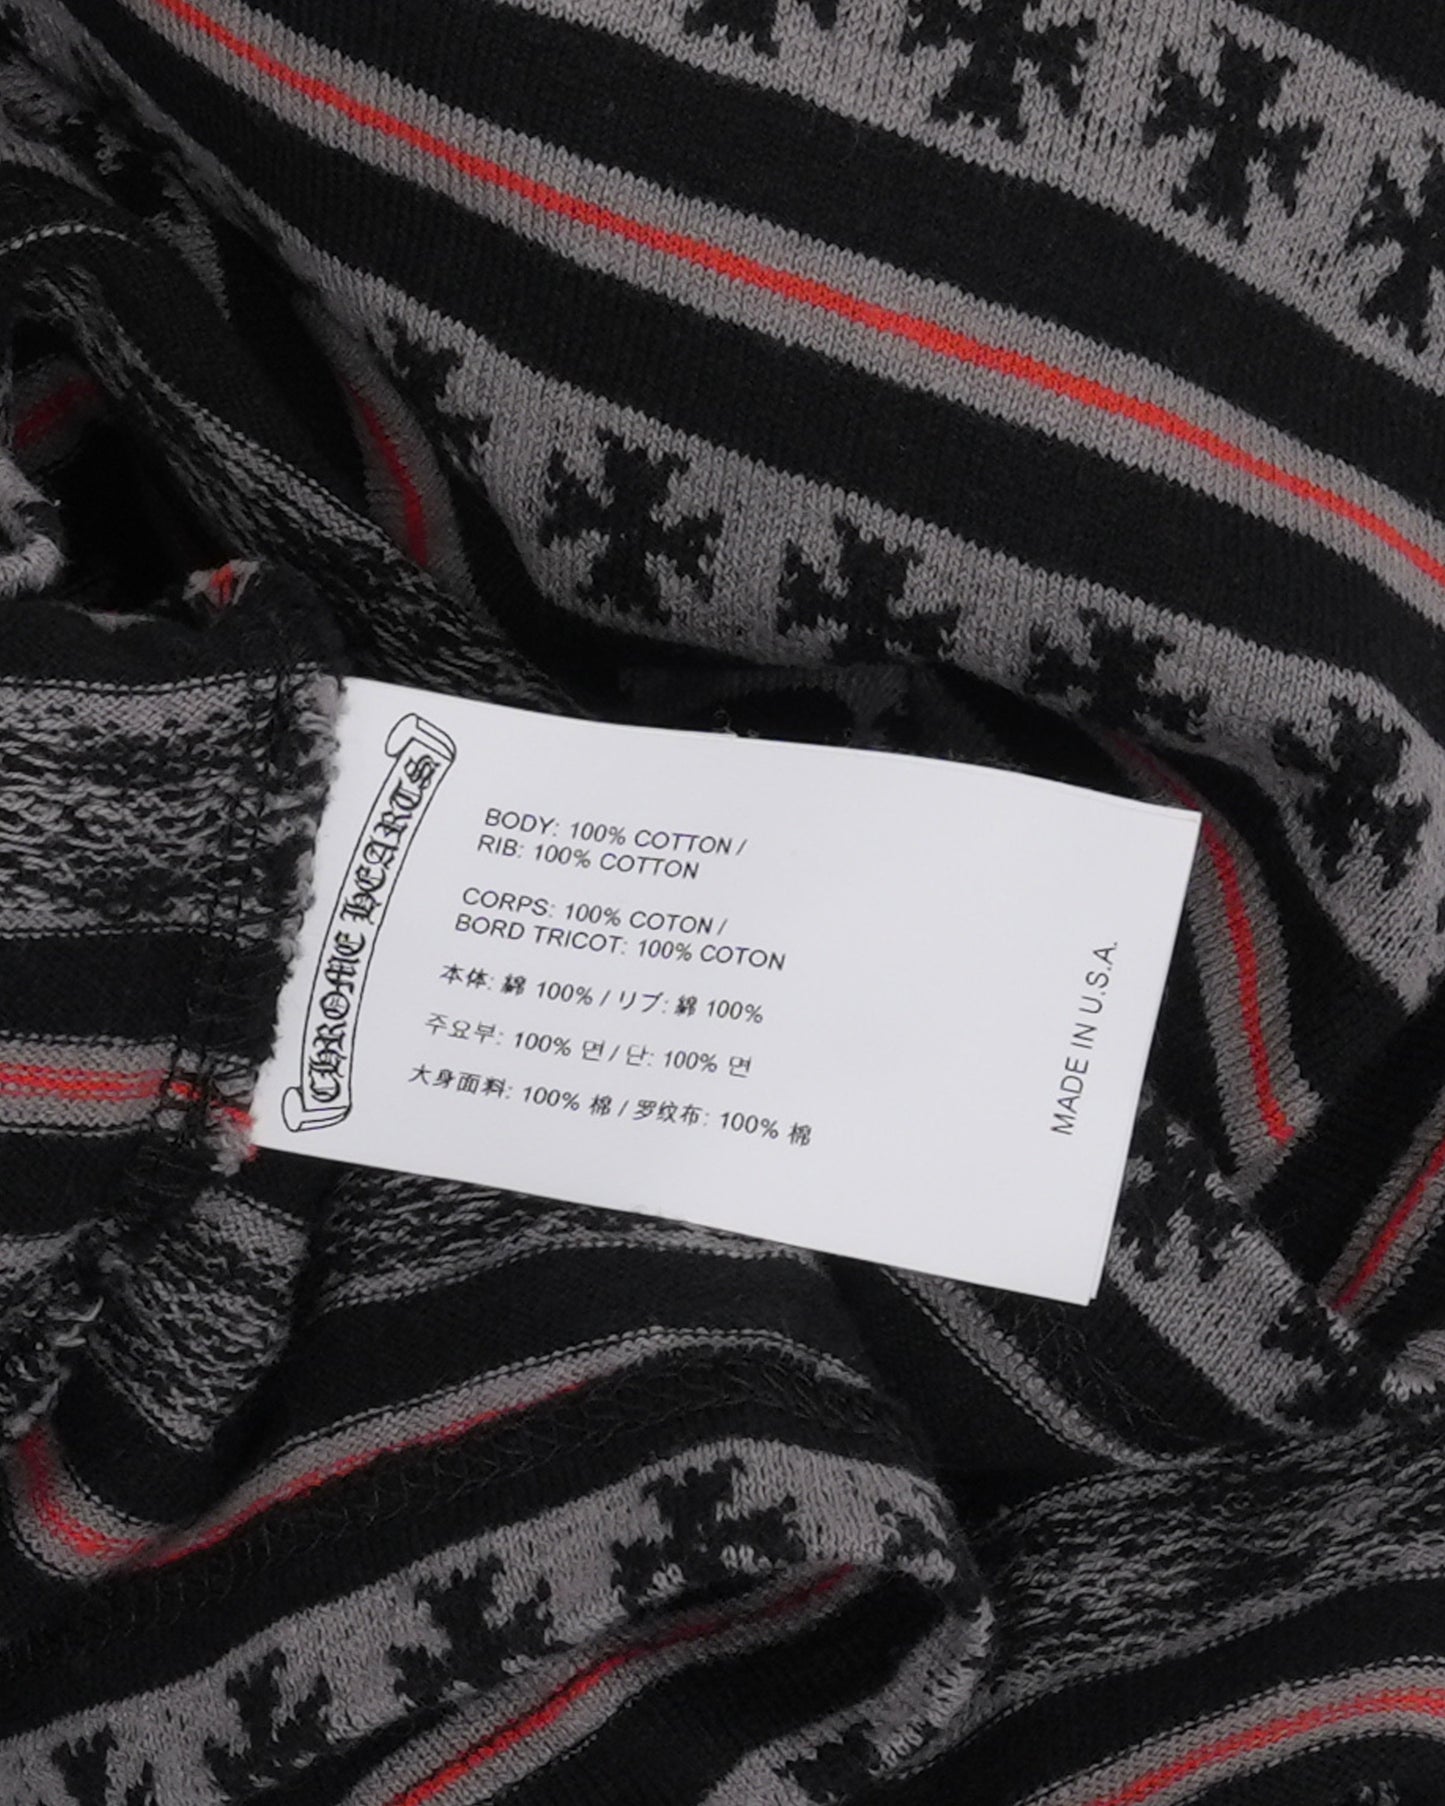 CHROME HEARTS
BODY: 100% COTTON /
RIB: 100% COTTON
CORPS: 100% COTON /
BORD TRICOT: 100% COTON
本体: 綿 100% / リブ: 綿 100%
주요부: 100% 면 / 단: 100% 면
大身面料: 100% 棉 / 罗纹布: 100% 棉
MADE IN U.S.A.